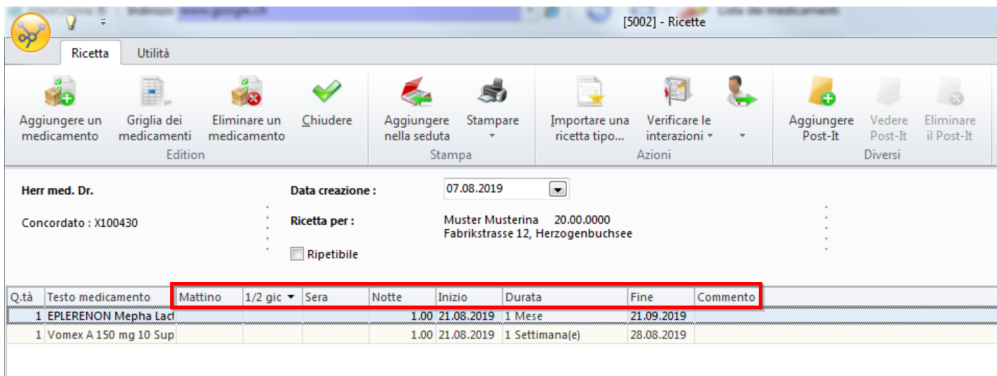 [5002] - Ricette
Ricetta Utilità
Aggiungere un medicamento
Griglia dei medicamenti
Eliminare un medicamento
Chiudere
Edition
Aggiungere nella seduta
Stampare
Stampa
Importare una ricetta tipo...
Verificare le interazioni
Azioni
Aggiungere Post-It
Vedere Post-It
Eliminare il Post-It
Diversi
Herr med. Dr.
Concordato : X100430
Data creazione : 07.08.2019
Ricetta per : Muster Musterina 20.00.0000
Fabrikstrasse 12, Herzogenbuchsee
Ripetibile
Q.tà Testo medicamento Mattino 1/2 gic Sera Notte Inizio Durata Fine Commento
1 EPLERENON Mepha Lact 1.00 21.08.2019 1 Mese 21.09.2019
1 Vomex A 150 mg 10 Sup 1.00 21.08.2019 1 Settimana(e) 28.08.2019